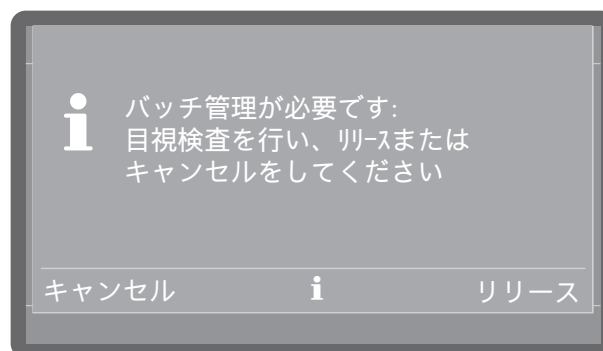 バッチ管理が必要です:
目視検査を行い、ﾘﾘｰｽまたは
キャンセルをしてください
キャンセル i リリース